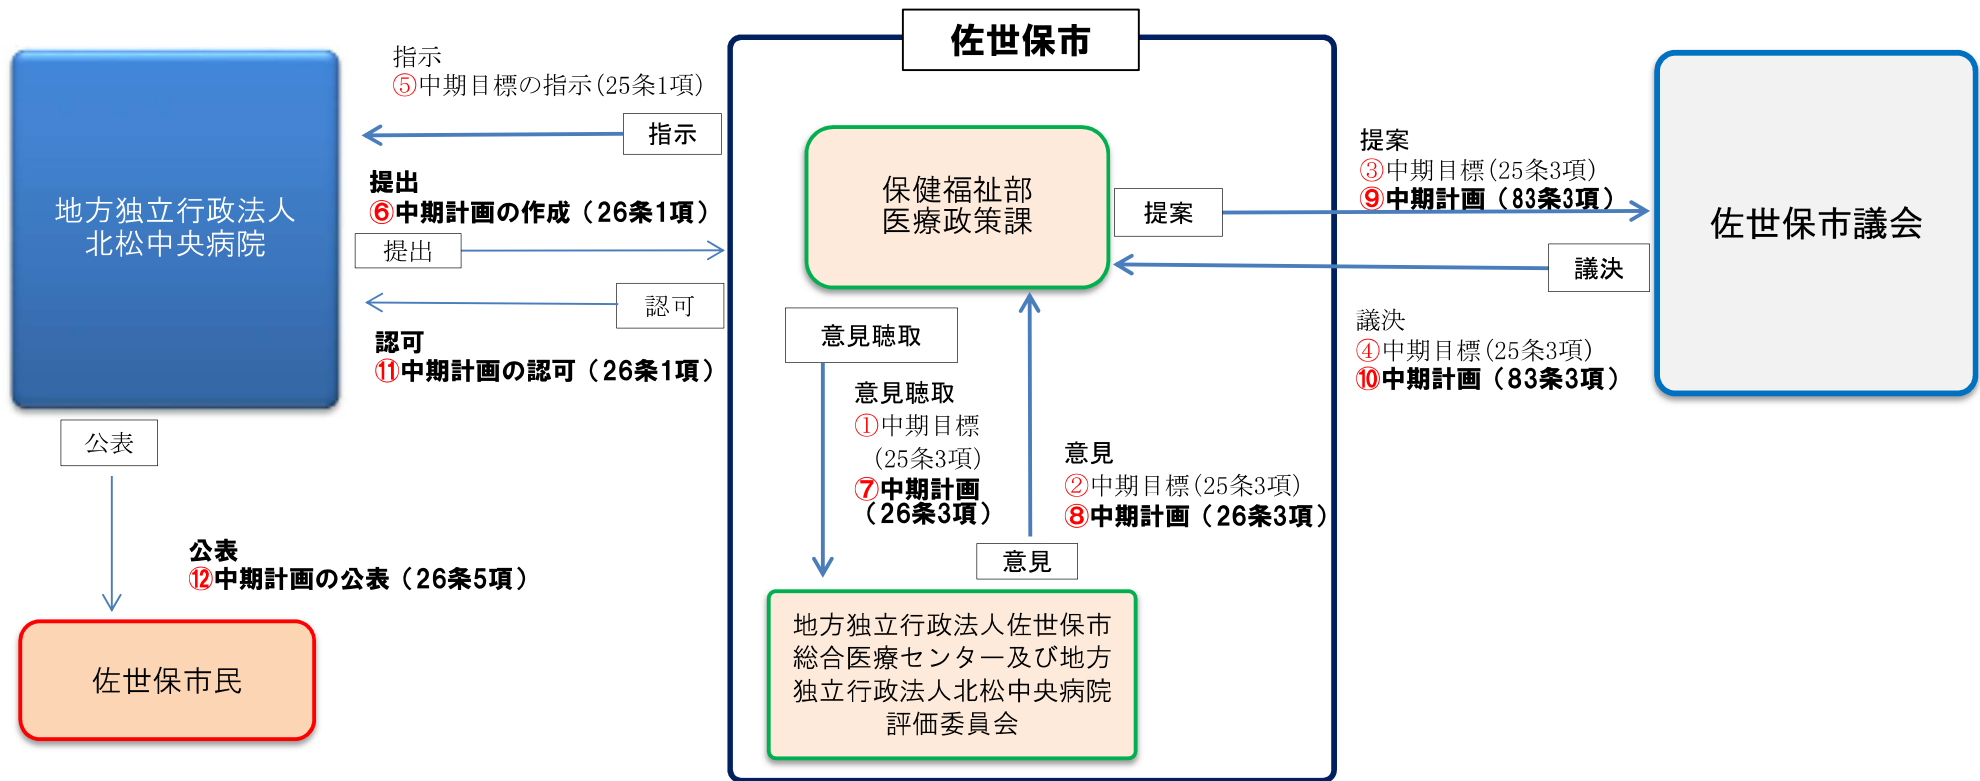 佐世保市
指示
⑤中期目標の指示(25条1項)
指示
提出
⑥中期計画の作成（26条1項）
提出
認可
認可
⑪中期計画の認可（26条1項）
地方独立行政法人
北松中央病院
公表
公表
⑫中期計画の公表（26条5項）
佐世保市民
保健福祉部
医療政策課
意見聴取
意見聴取
①中期目標
(25条3項)
⑦中期計画
（26条3項）
意見
②中期目標(25条3項)
⑧中期計画（26条3項）
意見
地方独立行政法人佐世保市
総合医療センター及び地方
独立行政法人北松中央病院
評価委員会
提案
提案
③中期目標(25条3項)
⑨中期計画（83条3項）
議決
議決
④中期目標(25条3項)
⑩中期計画（83条3項）
佐世保市議会